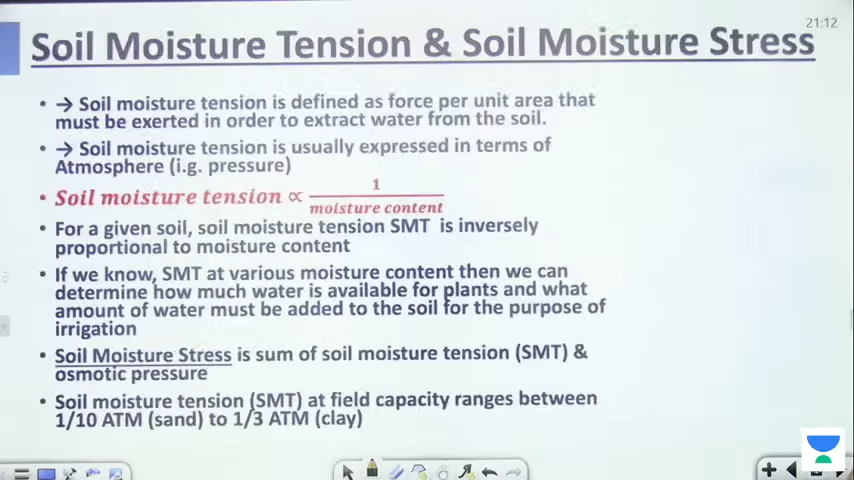 21:12
Soil Moisture Tension & Soil Moisture Stress
• → Soil moisture tension is defined as force per unit area that
must be exerted in order to extract water from the soil.
• → Soil moisture tension is usually expressed in terms of
Atmosphere (i.g. pressure)
• Soil moisture tension ∝ 1
moisture content
• For a given soil, soil moisture tension SMT is inversely
proportional to moisture content
• If we know, SMT at various moisture content then we can
determine how much water is available for plants and what
amount of water must be added to the soil for the purpose of
irrigation
• Soil Moisture Stress is sum of soil moisture tension (SMT) &
osmotic pressure
• Soil moisture tension (SMT) at field capacity ranges between
1/10 ATM (sand) to 1/3 ATM (clay)